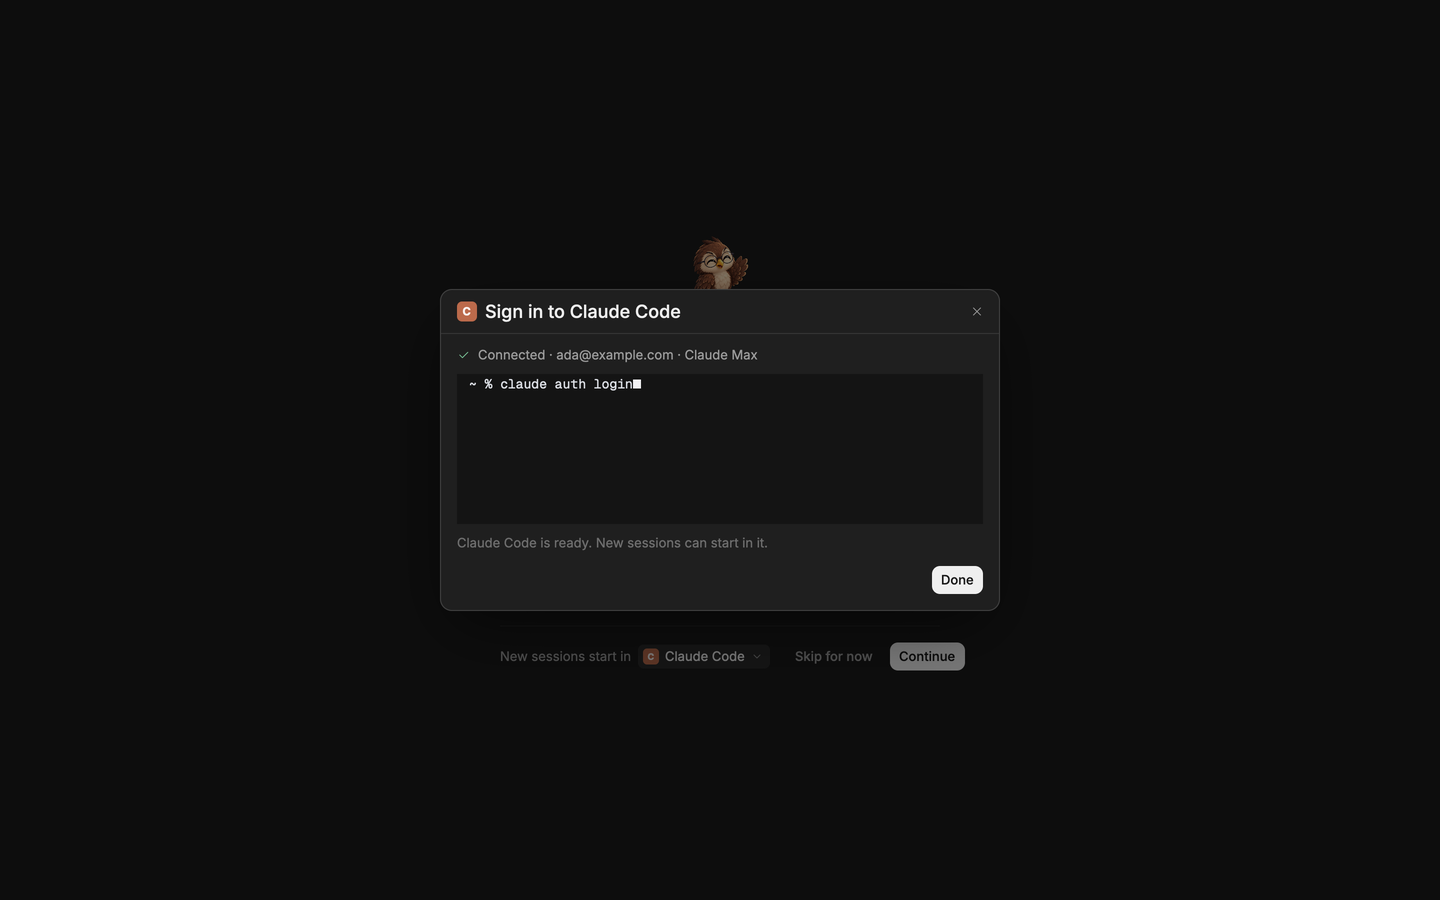 C Sign in to Claude Code
Connected · ada@example.com · Claude Max
~ % claude auth login
Claude Code is ready. New sessions can start in it.
Done
New sessions start in C Claude Code Skip for now Continue